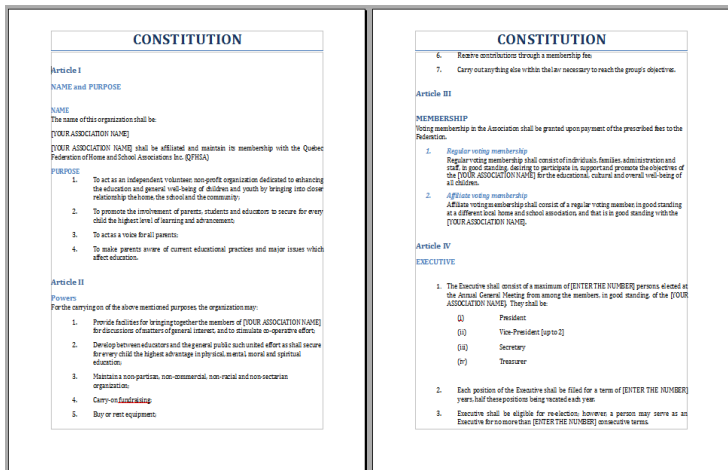 CONSTITUTION
Article I
NAME and PURPOSE
NAME
The name of this organization shall be:
[YOUR ASSOCIATION NAME]
[YOUR ASSOCIATION NAME] shall be affiliated and maintain its membership with the Quebec
Federation of Home and School Associations Inc. (QFHSA)
PURPOSE
1. To act as an independent, volunteer, non-profit organization dedicated to enhancing
the education and general well-being of children and youth by bringing into closer
relationship the home, the school and the community;
2. To promote the involvement of parents, students and educators to secure for every
child the highest level of learning and advancement;
3. To act as a voice for all parents;
4. To make parents aware of current educational practices and major issues which
affect education.
Article II
Powers
For the carrying on of the above mentioned purposes, the organization may:
1. Provide facilities for bringing together the members of [YOUR ASSOCIATION NAME]
for discussions of matters of general interest, and to stimulate co-operative effort;
2. Develop between educators and the general public such united effort as shall secure
for every child the highest advantage in physical, mental, moral and spiritual
education;
3. Maintain a non-partisan, non-commercial, non-racial and non-sectarian
organization;
4. Carry-on fundraising;
5. Buy or rent equipment;
CONSTITUTION
6. Receive contributions through a membership fee;
7. Carry out anything else within the law necessary to reach the group's objectives.
Article III
MEMBERSHIP
Voting membership in the Association shall be granted upon payment of the prescribed fees to the
Federation.
1. Regular voting membership
Regular voting membership shall consist of individuals, families, administration and
staff, in good standing, desiring to participate in, support and promote the objectives of
the [YOUR ASSOCIATION NAME] for the educational, cultural and overall well-being of
all children.
2. Affiliate voting membership
Affiliate voting membership shall consist of a regular voting member, in good standing
at a different local home and school association, and that is in good standing with the
[YOUR ASSOCIATION NAME].
Article IV
EXECUTIVE
1. The Executive shall consist of a maximum of [ENTER THE NUMBER] persons, elected at
the Annual General Meeting from among the members, in good standing, of the [YOUR
ASSOCIATION NAME]. They shall be:
(i) President
(ii) Vice-President [up to 2]
(iii) Secretary
(iv) Treasurer
2. Each position of the Executive shall be filled for a term of [ENTER THE NUMBER]
years, half these positions being vacated each year.
3. Executive shall be eligible for re-election; however, a person may serve as an
Executive for no more than [ENTER THE NUMBER] consecutive terms.